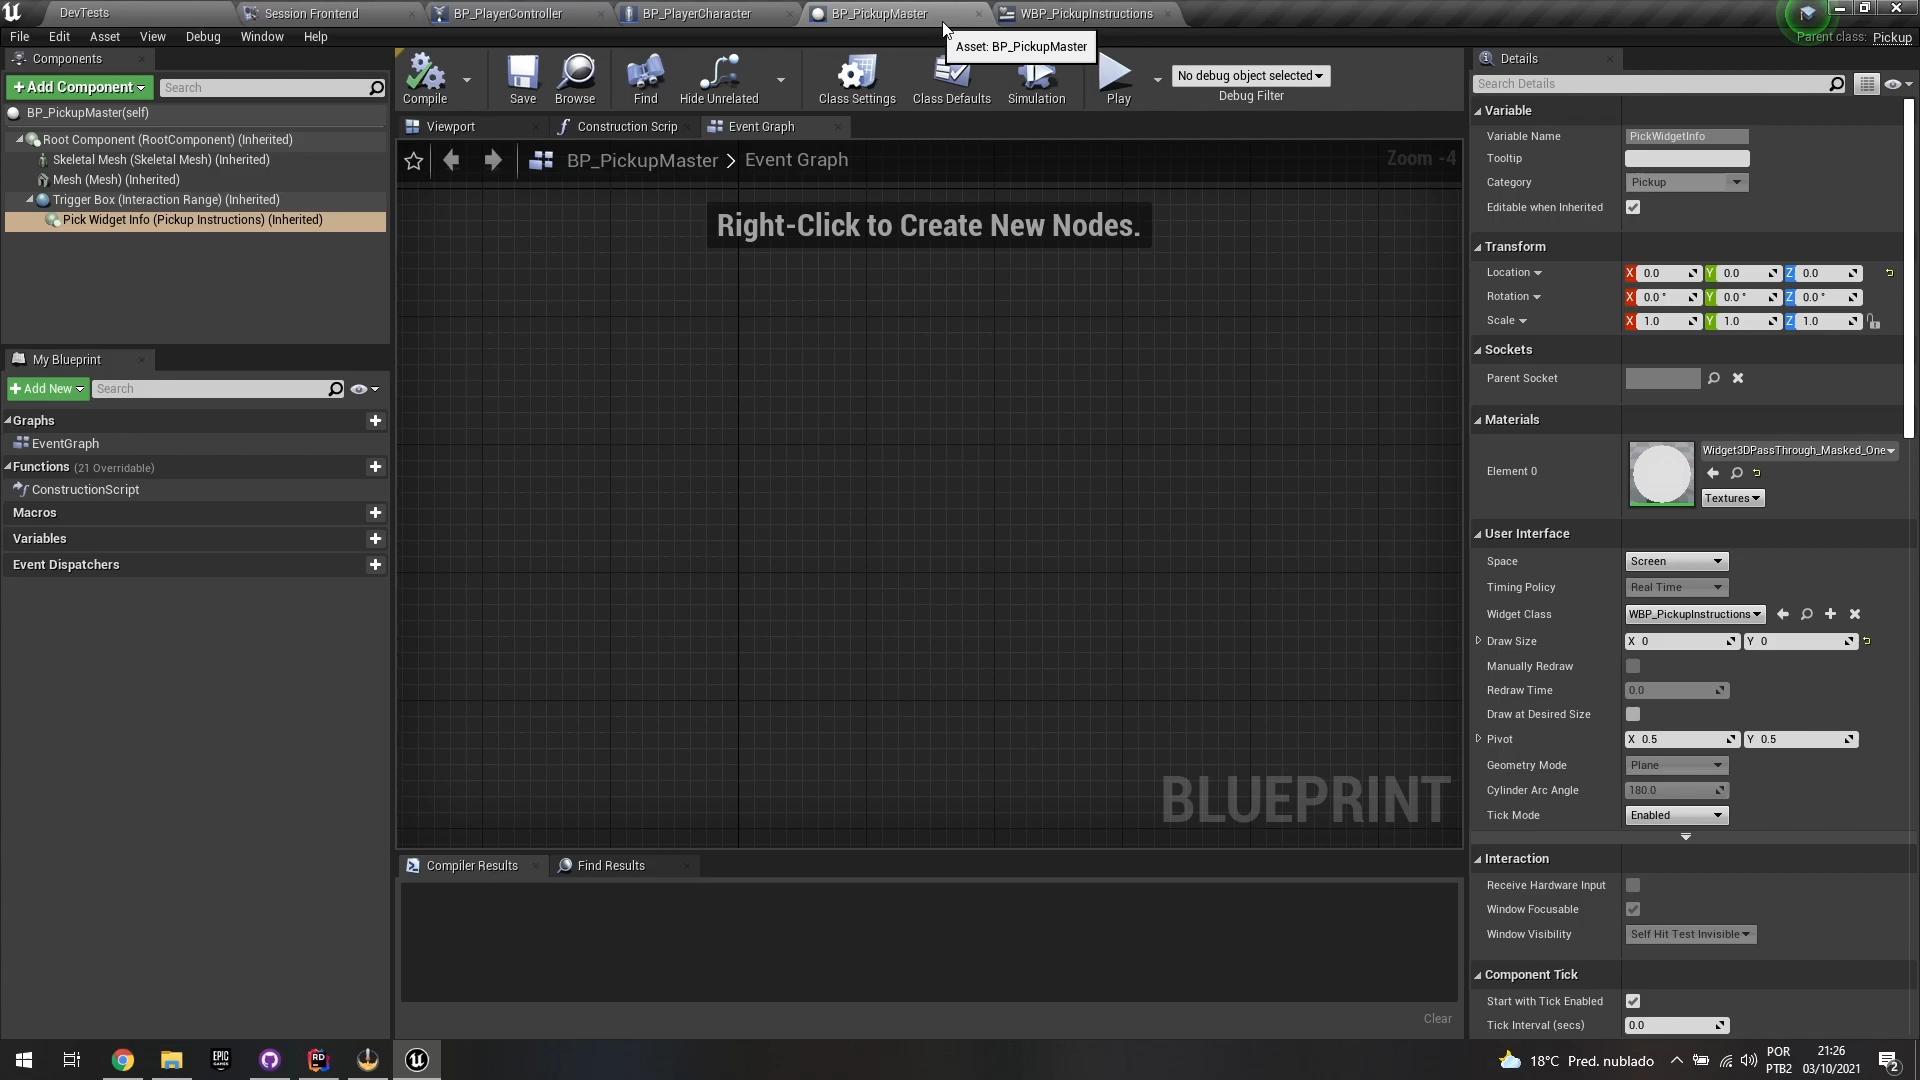 DevTests
Session Frontend
BP_PlayerController
BP_PlayerCharacter
BP_PickupMaster
WBP_PickupInstructions
File Edit Asset View Debug Window Help
Parent class: Pickup
Asset: BP_PickupMaster
Components
+ Add Component
Search
BP_PickupMaster(self)
Root Component (RootComponent) (Inherited)
Skeletal Mesh (Skeletal Mesh) (Inherited)
Mesh (Mesh) (Inherited)
Trigger Box (Interaction Range) (Inherited)
Pick Widget Info (Pickup Instructions) (Inherited)
My Blueprint
+ Add New
Search
Graphs
EventGraph
Functions (21 Overridable)
ConstructionScript
Macros
Variables
Event Dispatchers
Compile
Save
Browse
Find
Hide Unrelated
Class Settings
Class Defaults
Simulation
Play
No debug object selected
Debug Filter
Viewport
Construction Scrip
Event Graph
BP_PickupMaster > Event Graph
Zoom -4
Right-Click to Create New Nodes.
BLUEPRINT
Compiler Results
Find Results
Clear
Details
Search Details
Variable
Variable Name PickWidgetInfo
Tooltip
Category Pickup
Editable when Inherited
Transform
Location X 0.0 Y 0.0 Z 0.0
Rotation X 0.0 ° Y 0.0 ° Z 0.0 °
Scale X 1.0 Y 1.0 Z 1.0
Sockets
Parent Socket
Materials
Element 0
Widget3DPassThrough_Masked_One
Textures
User Interface
Space Screen
Timing Policy Real Time
Widget Class WBP_PickupInstructions
Draw Size X 0 Y 0
Manually Redraw
Redraw Time 0.0
Draw at Desired Size
Pivot X 0.5 Y 0.5
Geometry Mode Plane
Cylinder Arc Angle 180.0
Tick Mode Enabled
Interaction
Receive Hardware Input
Window Focusable
Window Visibility Self Hit Test Invisible
Component Tick
Start with Tick Enabled
Tick Interval (secs) 0.0
EPIC
GAMES
RD
18°C Pred. nublado
POR
PTB2
21:26
03/10/2021
2